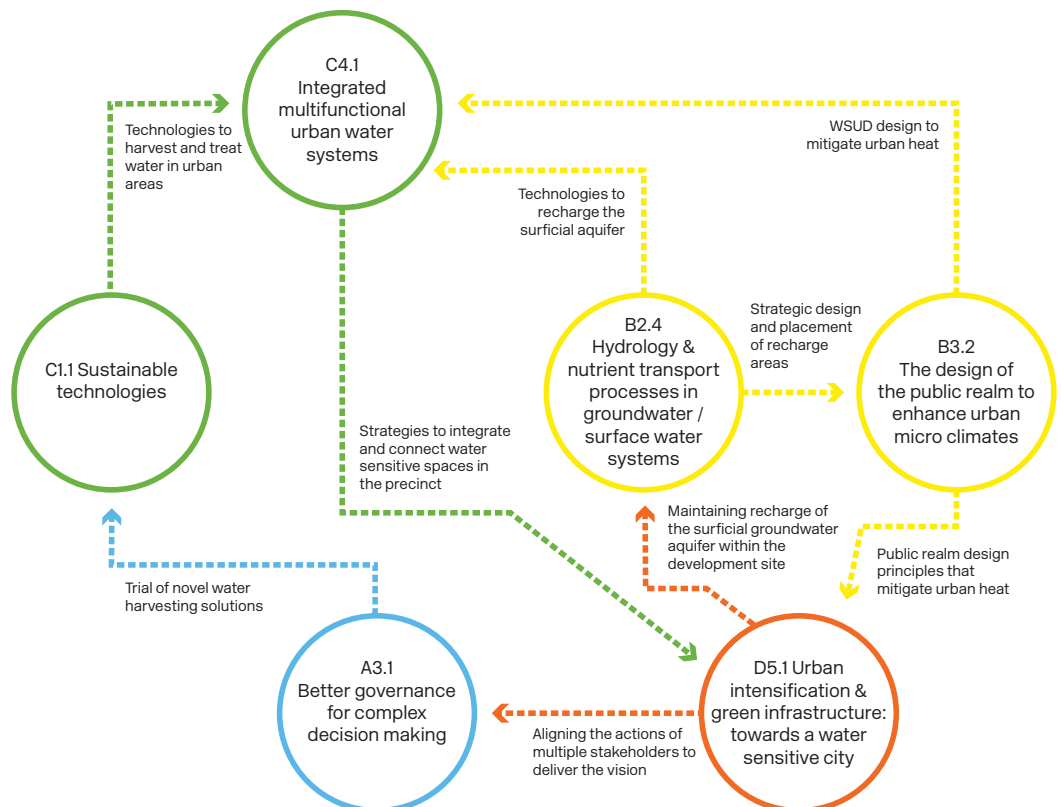 C4.1
Integrated
multifunctional
urban water
systems
Technologies to
harvest and treat
water in urban
areas
WSUD design to
mitigate urban heat
Technologies to
recharge the
surficial aquifer
C1.1 Sustainable
technologies
B2.4
Hydrology &
nutrient transport
processes in
groundwater /
surface water
systems
Strategic design
and placement
of recharge
areas
B3.2
The design of
the public realm to
enhance urban
micro climates
Strategies to integrate
and connect water
sensitive spaces in
the precinct
Maintaining recharge of
the surficial groundwater
aquifer within the
development site
Public realm design
principles that
mitigate urban heat
Trial of novel water
harvesting solutions
A3.1
Better governance
for complex
decision making
Aligning the actions of
multiple stakeholders to
deliver the vision
D5.1 Urban
intensification &
green infrastructure:
towards a water
sensitive city